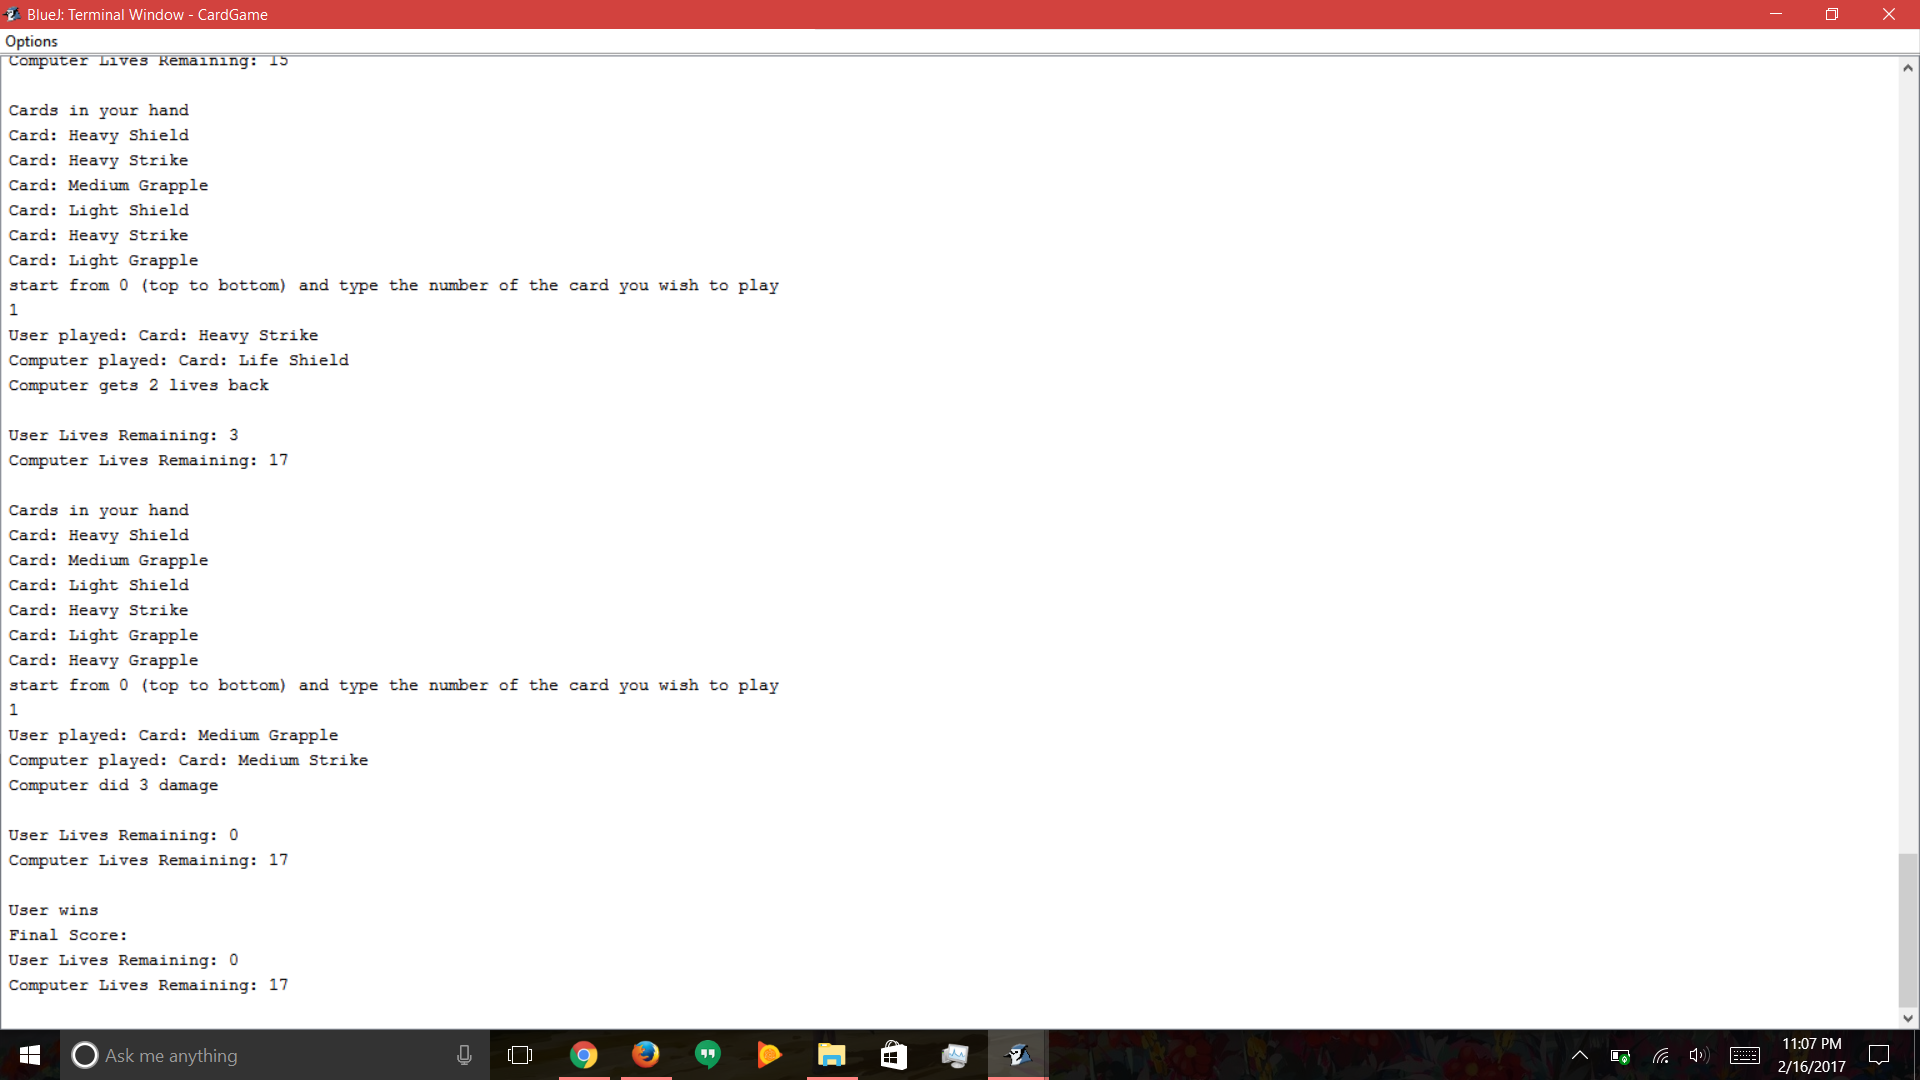 BlueJ: Terminal Window - CardGame
Options
Computer Lives Remaining: 15
Cards in your hand
Card: Heavy Shield
Card: Heavy Strike
Card: Medium Grapple
Card: Light Shield
Card: Heavy Strike
Card: Light Grapple
start from 0 (top to bottom) and type the number of the card you wish to play
1
User played: Card: Heavy Strike
Computer played: Card: Life Shield
Computer gets 2 lives back
User Lives Remaining: 3
Computer Lives Remaining: 17
Cards in your hand
Card: Heavy Shield
Card: Medium Grapple
Card: Light Shield
Card: Heavy Strike
Card: Light Grapple
Card: Heavy Grapple
start from 0 (top to bottom) and type the number of the card you wish to play
1
User played: Card: Medium Grapple
Computer played: Card: Medium Strike
Computer did 3 damage
User Lives Remaining: 0
Computer Lives Remaining: 17
User wins
Final Score:
User Lives Remaining: 0
Computer Lives Remaining: 17
Ask me anything
11:07 PM
2/16/2017